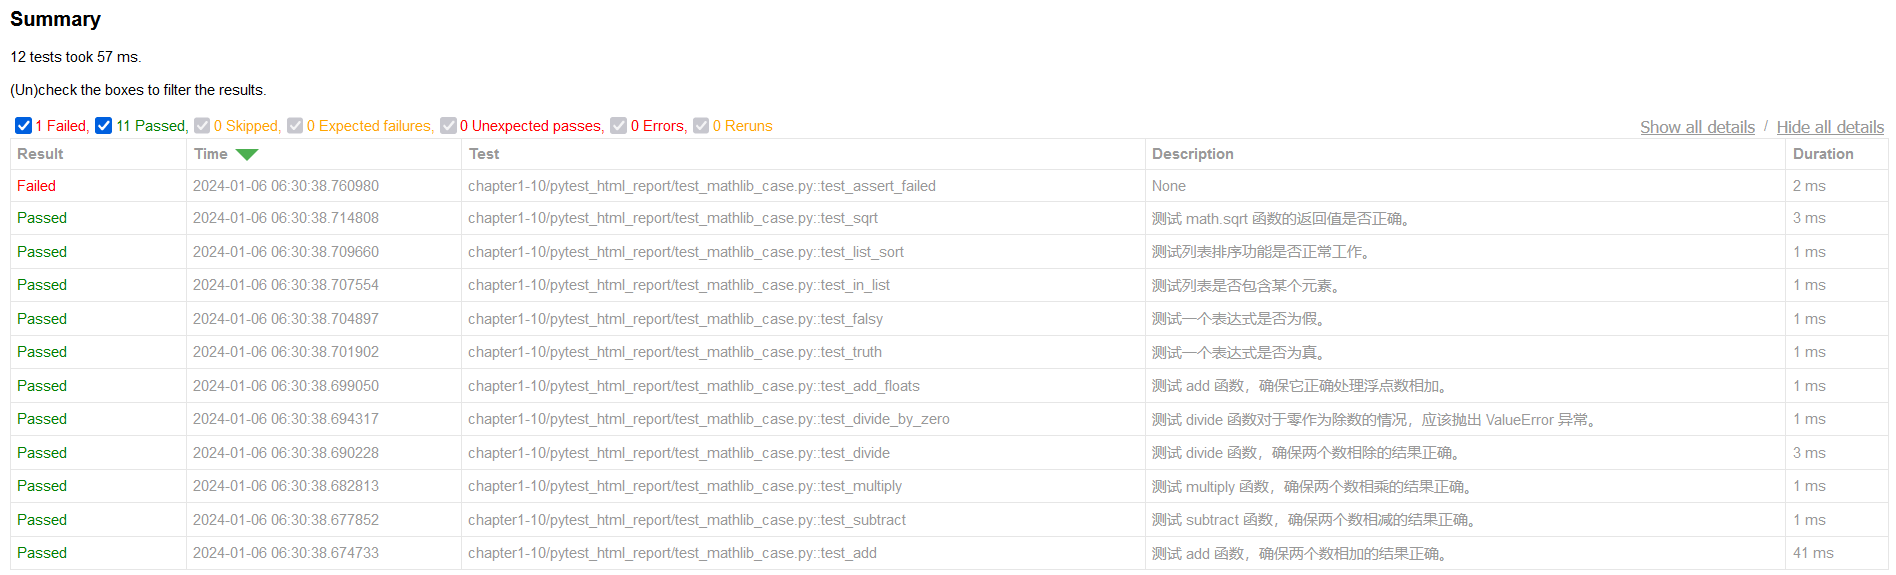 Summary
12 tests took 57 ms.
(Un)check the boxes to filter the results.
1 Failed, 11 Passed, 0 Skipped, 0 Expected failures, 0 Unexpected passes, 0 Errors, 0 Reruns Show all details / Hide all details
Result Time Test Description Duration
Failed 2024-01-06 06:30:38.760980 chapter1-10/pytest_html_report/test_mathlib_case.py::test_assert_failed None 2 ms
Passed 2024-01-06 06:30:38.714808 chapter1-10/pytest_html_report/test_mathlib_case.py::test_sqrt 测试 math.sqrt 函数的返回值是否正确。 3 ms
Passed 2024-01-06 06:30:38.709660 chapter1-10/pytest_html_report/test_mathlib_case.py::test_list_sort 测试列表排序功能是否正常工作。 1 ms
Passed 2024-01-06 06:30:38.707554 chapter1-10/pytest_html_report/test_mathlib_case.py::test_in_list 测试列表是否包含某个元素。 1 ms
Passed 2024-01-06 06:30:38.704897 chapter1-10/pytest_html_report/test_mathlib_case.py::test_falsy 测试一个表达式是否为假。 1 ms
Passed 2024-01-06 06:30:38.701902 chapter1-10/pytest_html_report/test_mathlib_case.py::test_truth 测试一个表达式是否为真。 1 ms
Passed 2024-01-06 06:30:38.699050 chapter1-10/pytest_html_report/test_mathlib_case.py::test_add_floats 测试 add 函数，确保它正确处理浮点数相加。 1 ms
Passed 2024-01-06 06:30:38.694317 chapter1-10/pytest_html_report/test_mathlib_case.py::test_divide_by_zero 测试 divide 函数对于零作为除数的情况，应该抛出 ValueError 异常。 1 ms
Passed 2024-01-06 06:30:38.690228 chapter1-10/pytest_html_report/test_mathlib_case.py::test_divide 测试 divide 函数，确保两个数相除的结果正确。 3 ms
Passed 2024-01-06 06:30:38.682813 chapter1-10/pytest_html_report/test_mathlib_case.py::test_multiply 测试 multiply 函数，确保两个数相乘的结果正确。 1 ms
Passed 2024-01-06 06:30:38.677852 chapter1-10/pytest_html_report/test_mathlib_case.py::test_subtract 测试 subtract 函数，确保两个数相减的结果正确。 1 ms
Passed 2024-01-06 06:30:38.674733 chapter1-10/pytest_html_report/test_mathlib_case.py::test_add 测试 add 函数，确保两个数相加的结果正确。 41 ms